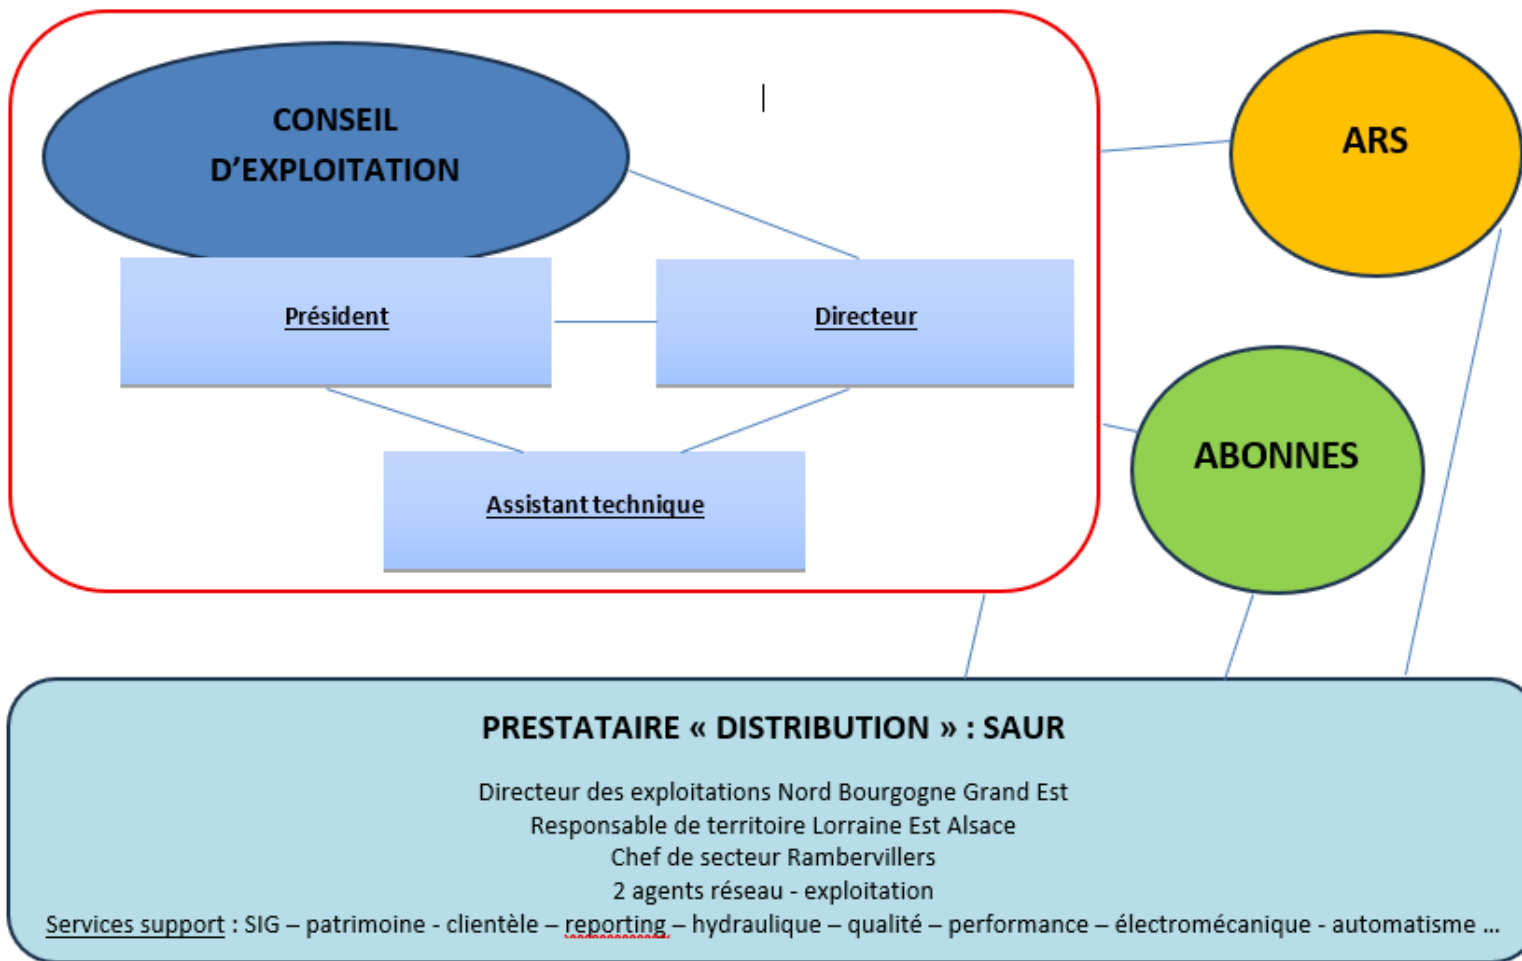 CONSEIL
D’EXPLOITATION
ARS
Président
Directeur
ABONNES
Assistant technique
PRESTATAIRE « DISTRIBUTION » : SAUR
Directeur des exploitations Nord Bourgogne Grand Est
Responsable de territoire Lorraine Est Alsace
Chef de secteur Rambervillers
2 agents réseau - exploitation
Services support : SIG – patrimoine - clientèle – reporting – hydraulique – qualité – performance – électromécanique - automatisme ...